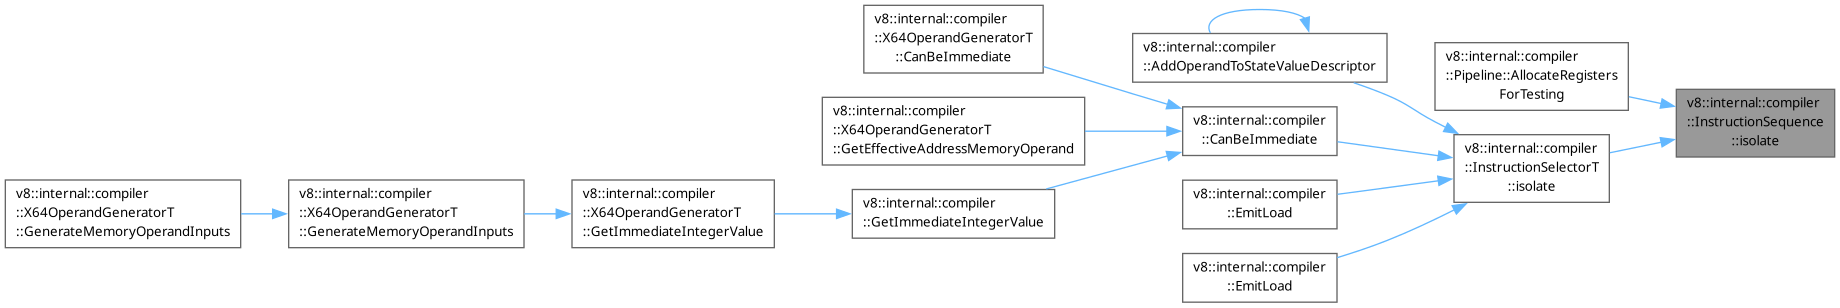 v8::internal::compiler
::X64OperandGeneratorT
::GenerateMemoryOperandInputs
v8::internal::compiler
::X64OperandGeneratorT
::GenerateMemoryOperandInputs
v8::internal::compiler
::X64OperandGeneratorT
::GetImmediateIntegerValue
v8::internal::compiler
::X64OperandGeneratorT
::CanBeImmediate
v8::internal::compiler
::X64OperandGeneratorT
::GetEffectiveAddressMemoryOperand
v8::internal::compiler
::GetImmediateIntegerValue
v8::internal::compiler
::AddOperandToStateValueDescriptor
v8::internal::compiler
::CanBeImmediate
v8::internal::compiler
::EmitLoad
v8::internal::compiler
::EmitLoad
v8::internal::compiler
::Pipeline::AllocateRegisters
ForTesting
v8::internal::compiler
::InstructionSelectorT
::isolate
v8::internal::compiler
::InstructionSequence
::isolate